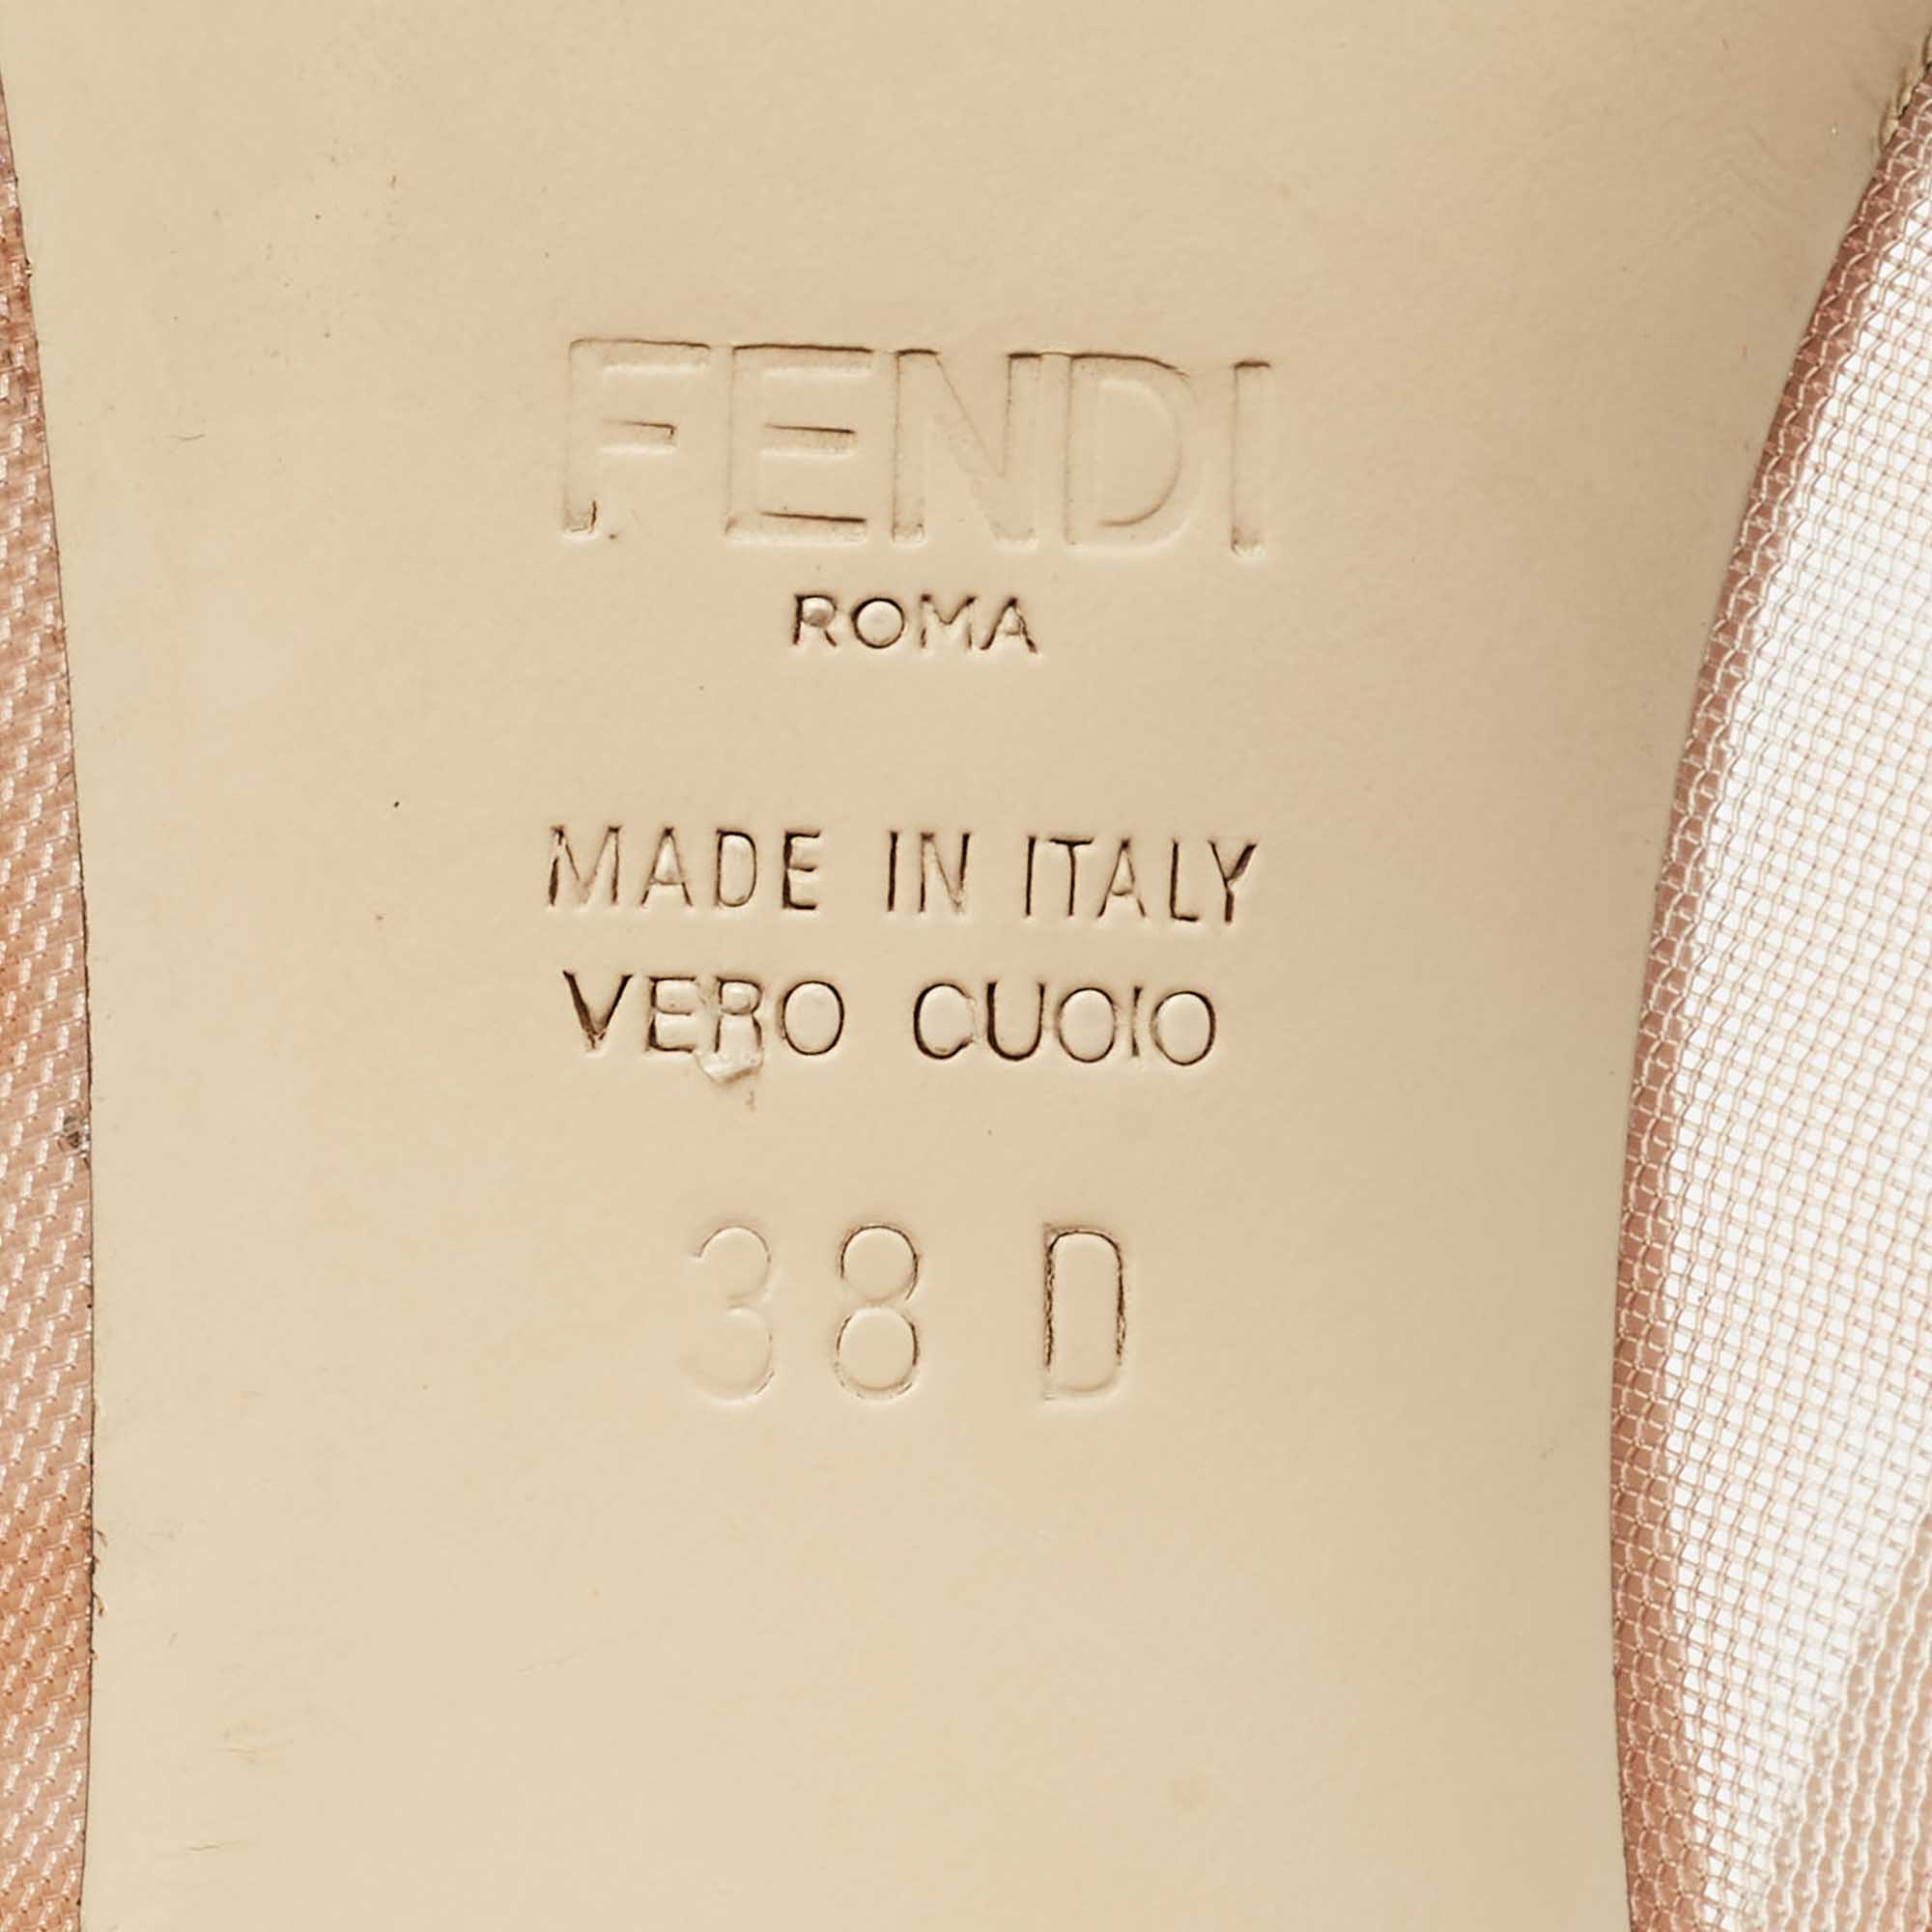 FENDI
ROMA
MADE IN ITALY
VERO CUOIO
38 D